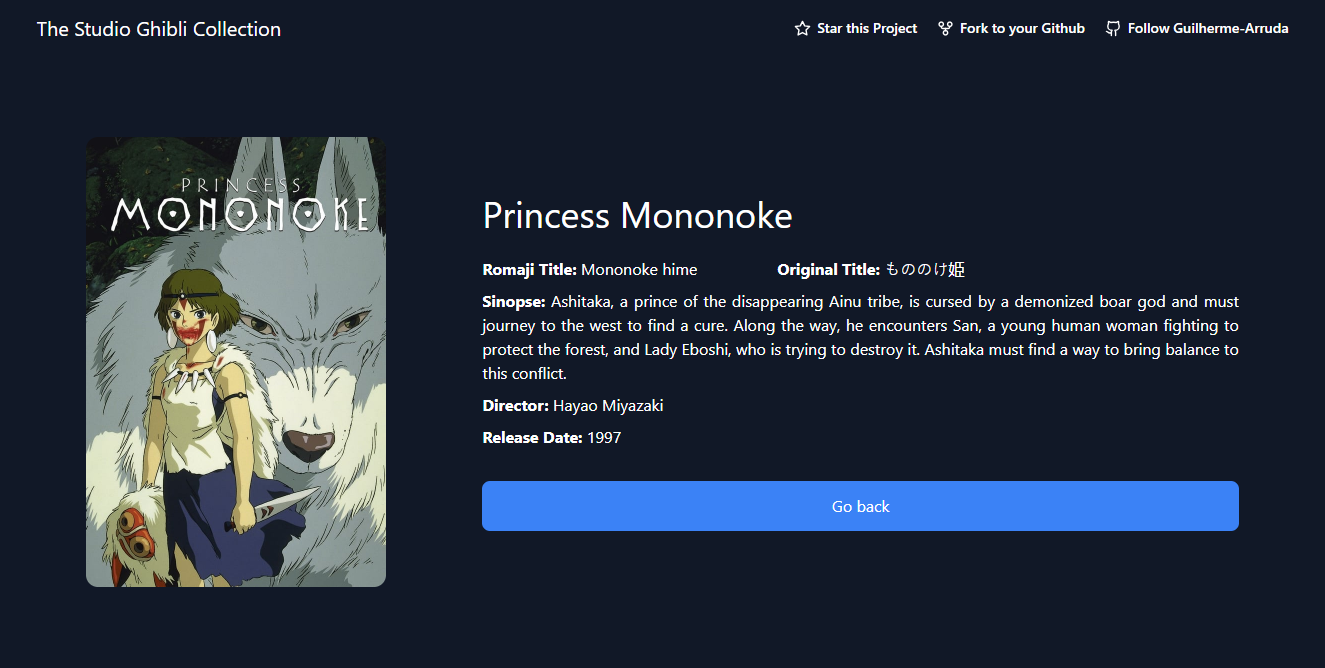 The Studio Ghibli Collection
Star this Project
Fork to your Github
Follow Guilherme-Arruda
PRINCESS
MONONOKE
Princess Mononoke
Romaji Title: Mononoke hime
Original Title: もののけ姫
Sinopse: Ashitaka, a prince of the disappearing Ainu tribe, is cursed by a demonized boar god and must
journey to the west to find a cure. Along the way, he encounters San, a young human woman fighting to
protect the forest, and Lady Eboshi, who is trying to destroy it. Ashitaka must find a way to bring balance to
this conflict.
Director: Hayao Miyazaki
Release Date: 1997
Go back